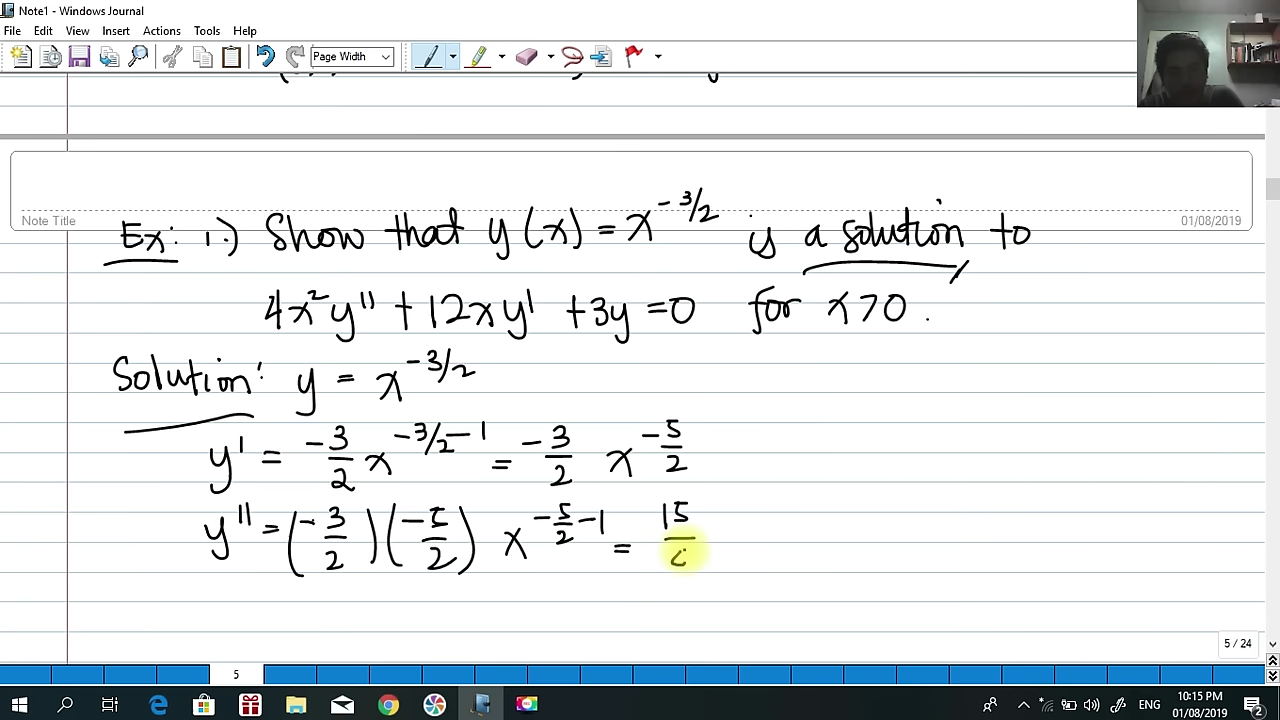 Note1 - Windows Journal
File Edit View Insert Actions Tools Help
Page Width
Note Title
01/08/2019
Ex: 1.) Show that y(x) = x^{-3/2} is a solution to
4x²y'' + 12xy' + 3y = 0 for x > 0.
Solution: y = x^{-3/2}
y' = -3/2 x^{-3/2-1} = -3/2 x^{-5/2}
y'' = (-3/2)(-5/2) x^{-5/2-1} = 15/
5 / 24
5
ENG
10:15 PM
01/08/2019
2